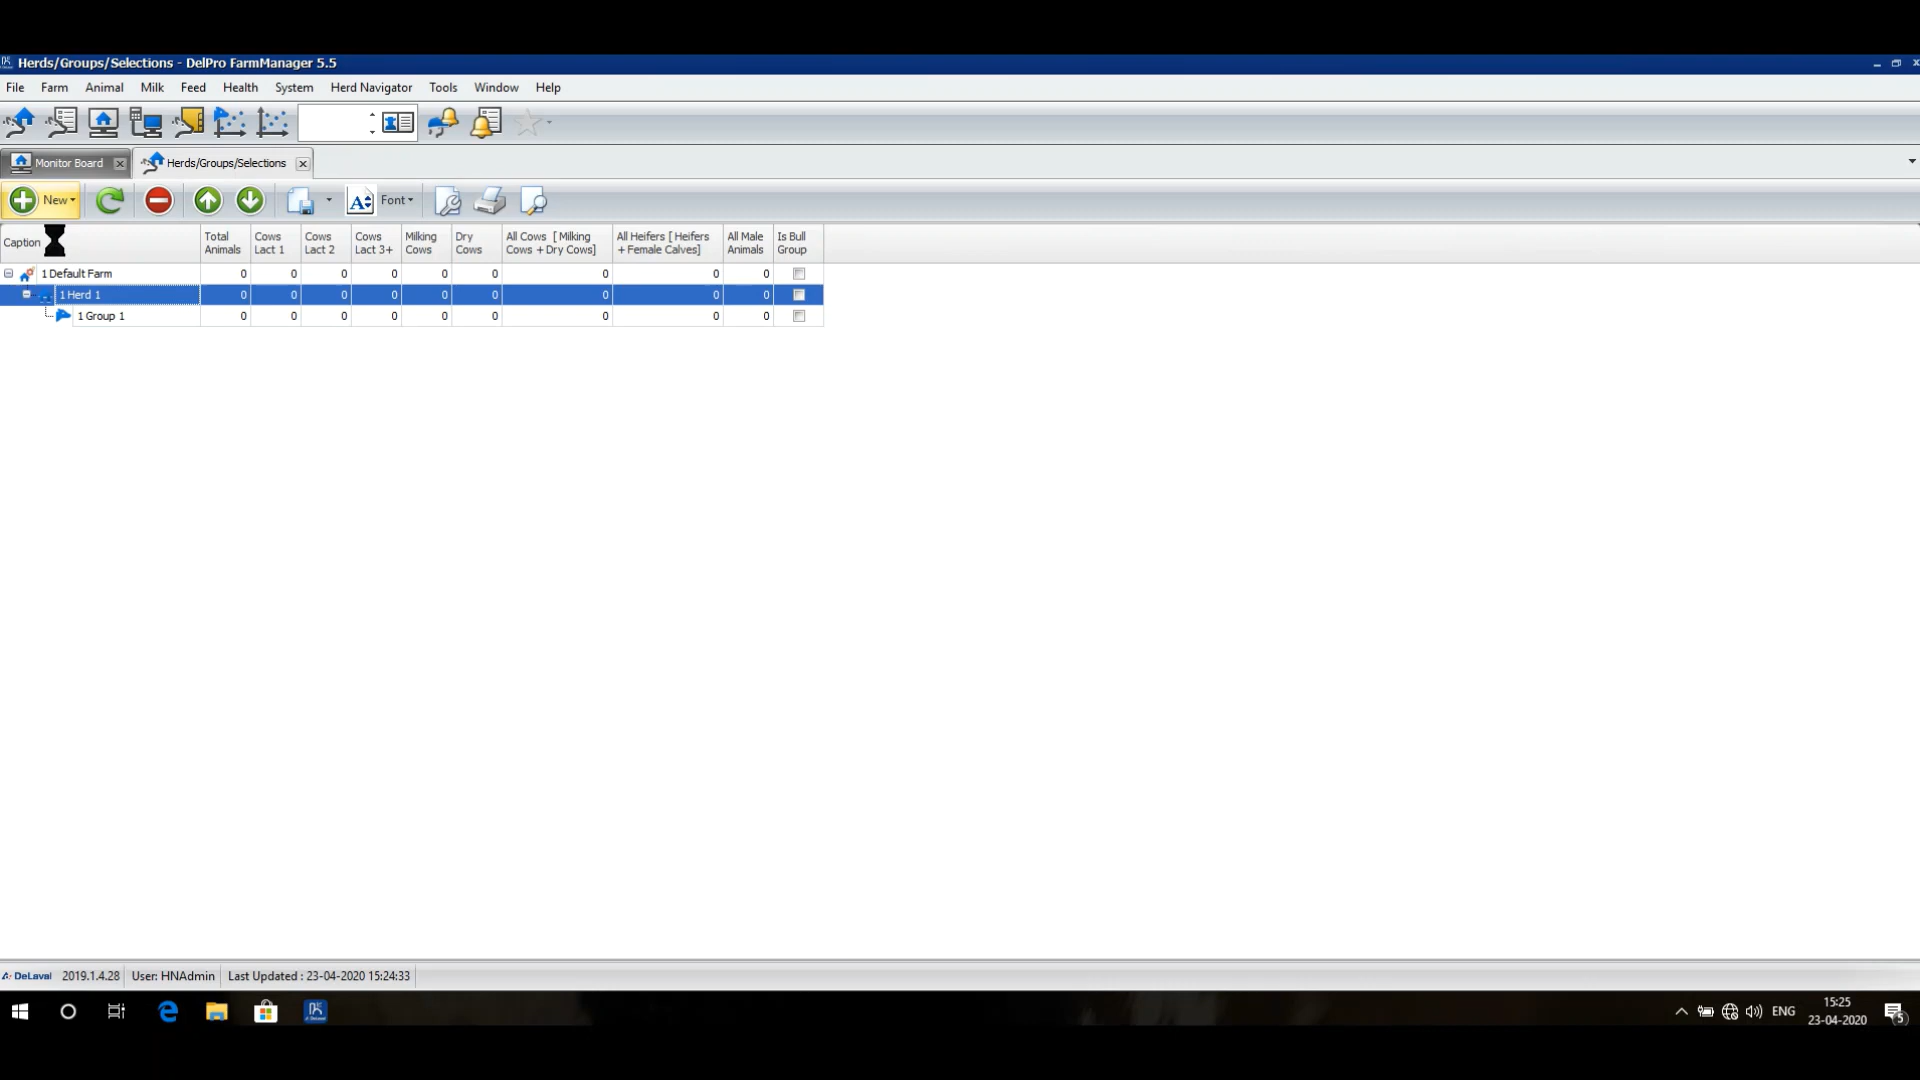 Herds/Groups/Selections - DelPro FarmManager 5.5
File Farm Animal Milk Feed Health System Herd Navigator Tools Window Help
Monitor Board Herds/Groups/Selections
New Font
Caption Total Animals Cows Lact 1 Cows Lact 2 Cows Lact 3+ Milking Cows Dry Cows All Cows [ Milking Cows + Dry Cows] All Heifers [ Heifers + Female Calves] All Male Animals Is Bull Group
1 Default Farm 0 0 0 0 0 0 0 0 0
1 Herd 1 0 0 0 0 0 0 0 0 0
1 Group 1 0 0 0 0 0 0 0 0 0
DeLaval 2019.1.4.28 User: HNAdmin Last Updated : 23-04-2020 15:24:33
ENG 15:25
23-04-2020 5